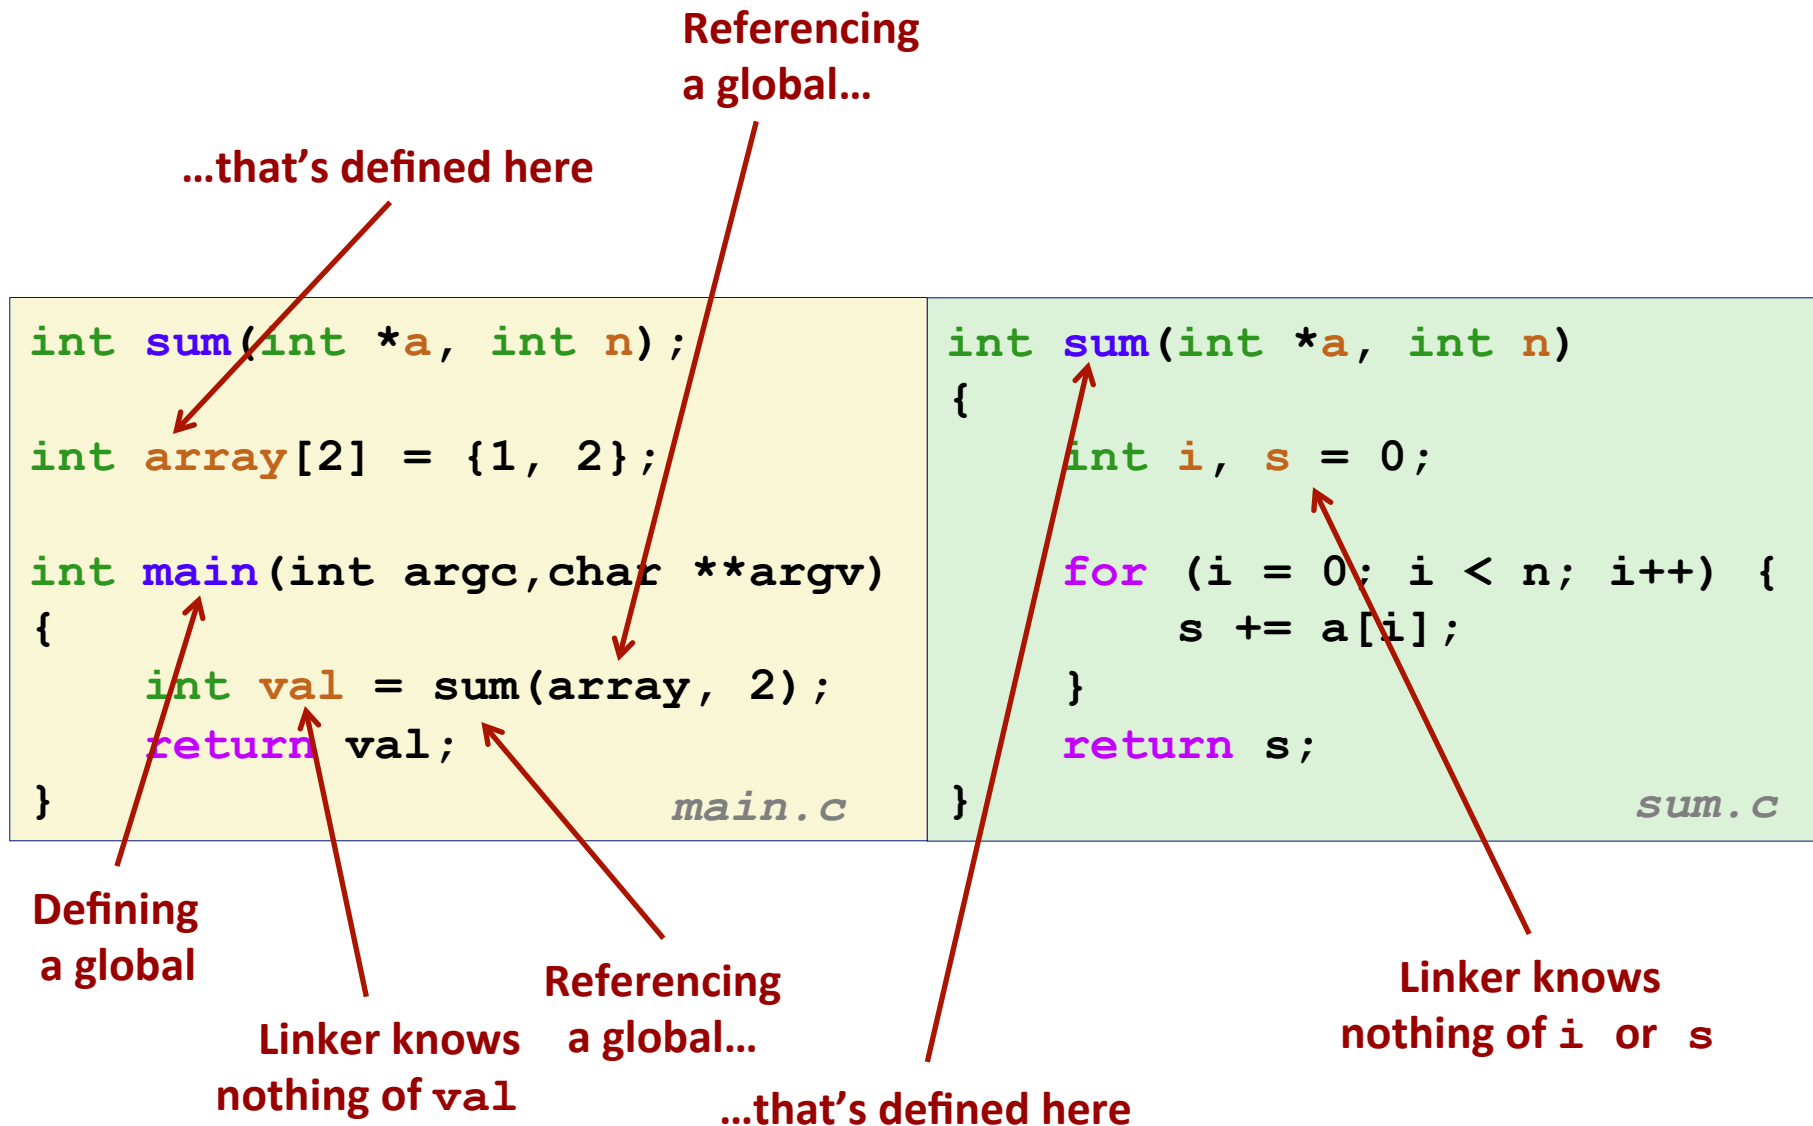 Referencing
a global…
…that’s defined here
int sum(int *a, int n);
int array[2] = {1, 2};
int main(int argc,char **argv)
{
    int val = sum(array, 2);
    return val;
}
main.c
int sum(int *a, int n)
{
    int i, s = 0;
    for (i = 0; i < n; i++) {
        s += a[i];
    }
    return s;
}
sum.c
Defining
a global
Linker knows
nothing of val
Referencing
a global…
…that’s defined here
Linker knows
nothing of i or s